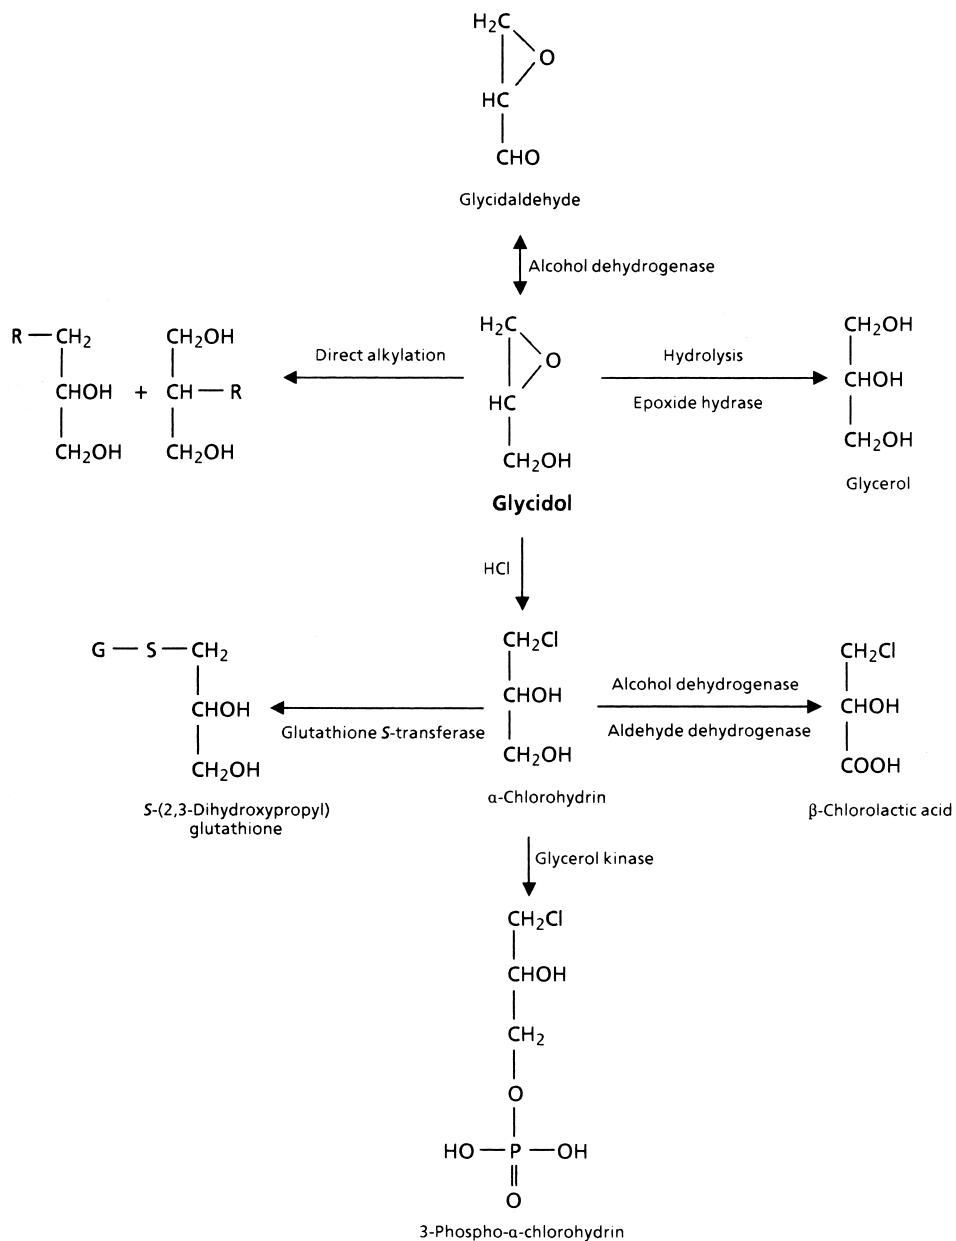 H₂C
O
HC
CHO
Glycidaldehyde
Alcohol dehydrogenase
R — CH₂
CHOH
CH₂OH
+
CH₂OH
CH — R
CH₂OH
Direct alkylation
H₂C
O
HC
CH₂OH
Glycidol
Hydrolysis
Epoxide hydrase
CH₂OH
CHOH
CH₂OH
Glycerol
HCl
G — S — CH₂
CHOH
CH₂OH
S-(2,3-Dihydroxypropyl)
glutathione
Glutathione S-transferase
CH₂Cl
CHOH
CH₂OH
α-Chlorohydrin
Alcohol dehydrogenase
Aldehyde dehydrogenase
CH₂Cl
CHOH
COOH
β-Chlorolactic acid
Glycerol kinase
CH₂Cl
CHOH
CH₂
O
HO — P — OH
O
3-Phospho-α-chlorohydrin